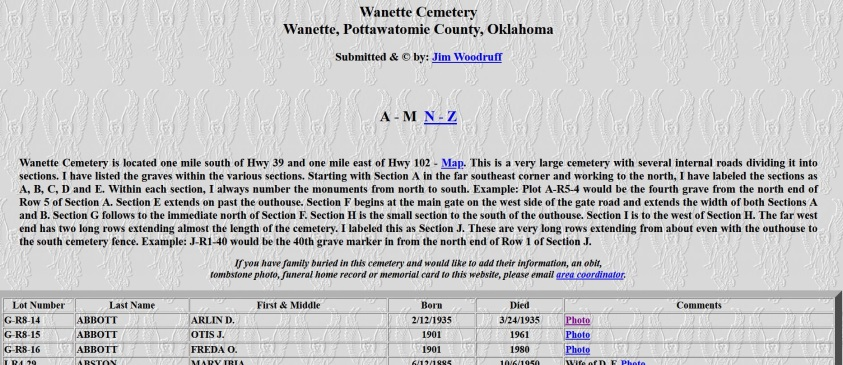 Wanette Cemetery
Wanette, Pottawatomie County, Oklahoma
Submitted & © by: Jim Woodruff
A - M N - Z
Wanette Cemetery is located one mile south of Hwy 39 and one mile east of Hwy 102 - Map. This is a very large cemetery with several internal roads dividing it into
sections. I have listed the graves within the various sections. Starting with Section A in the far southeast corner and working to the north, I have labeled the sections as
A, B, C, D and E. Within each section, I always number the monuments from north to south. Example: Plot A-R5-4 would be the fourth grave from the north end of
Row 5 of Section A. Section E extends on past the outhouse. Section F begins at the main gate on the west side of the gate road and extends the width of both Sections A
and B. Section G follows to the immediate north of Section F. Section H is the small section to the south of the outhouse. Section I is to the west of Section H. The far west
end has two long rows extending almost the length of the cemetery. I labeled this as Section J. These are very long rows extending from about even with the outhouse to
the south cemetery fence. Example: J-R1-40 would be the 40th grave marker in from the north end of Row 1 of Section J.
If you have family buried in this cemetery and would like to add their information, an obit,
tombstone photo, funeral home record or memorial card to this website, please email area coordinator.
Lot Number Last Name First & Middle Born Died Comments
G-R8-14 ABBOTT ARLIN D. 2/12/1935 3/24/1935 Photo
G-R8-15 ABBOTT OTIS J. 1901 1961 Photo
G-R8-16 ABBOTT FREDA O. 1901 1980 Photo
ABSTON MARY IBIA 6/12/1885 10/6/1950 Wife of D. F. Photo